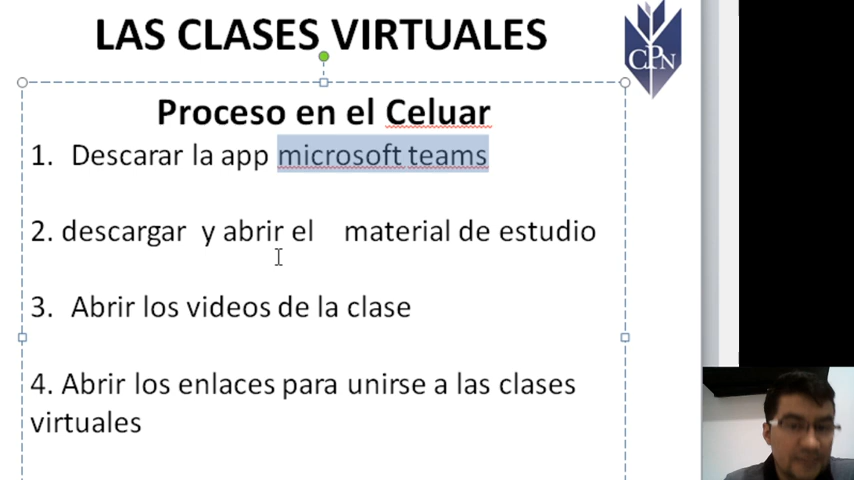 LAS CLASES VIRTUALES
CPN
Proceso en el Celuar
1. Descarar la app microsoft teams
2. descargar y abrir el material de estudio
3. Abrir los videos de la clase
4. Abrir los enlaces para unirse a las clases
virtuales